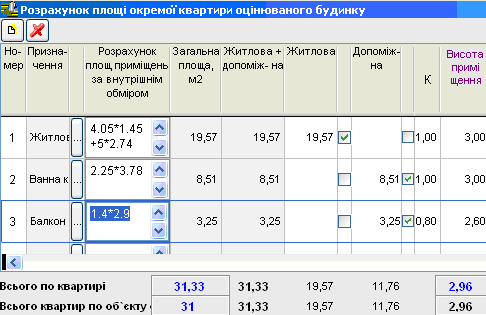 Розрахунок площі окремої квартири оцінюваного будинку
Но-
мер
Призна-
чення
Розрахунок
площ приміщень
за внутрішнім
обміром
Загальна
площа,
м2
Житлова +
допоміж- на
Житлова
Допоміж-
на
К
Висота
примі
щення
1 Житлов ... 4.05*1.45 19,57 19,57 19,57 1,00 3,00
+5*2.74
2 Ванна к ... 2.25*3.78 8,51 8,51 8,51 1,00 3,00
3 Балкон ... 1.4*2.9 3,25 3,25 3,25 0,80 2,60
Всього по квартирі 31,33 31,33 19,57 11,76 2,96
Всього квартир по об`єкту 31 31,33 19,57 11,76 2,96